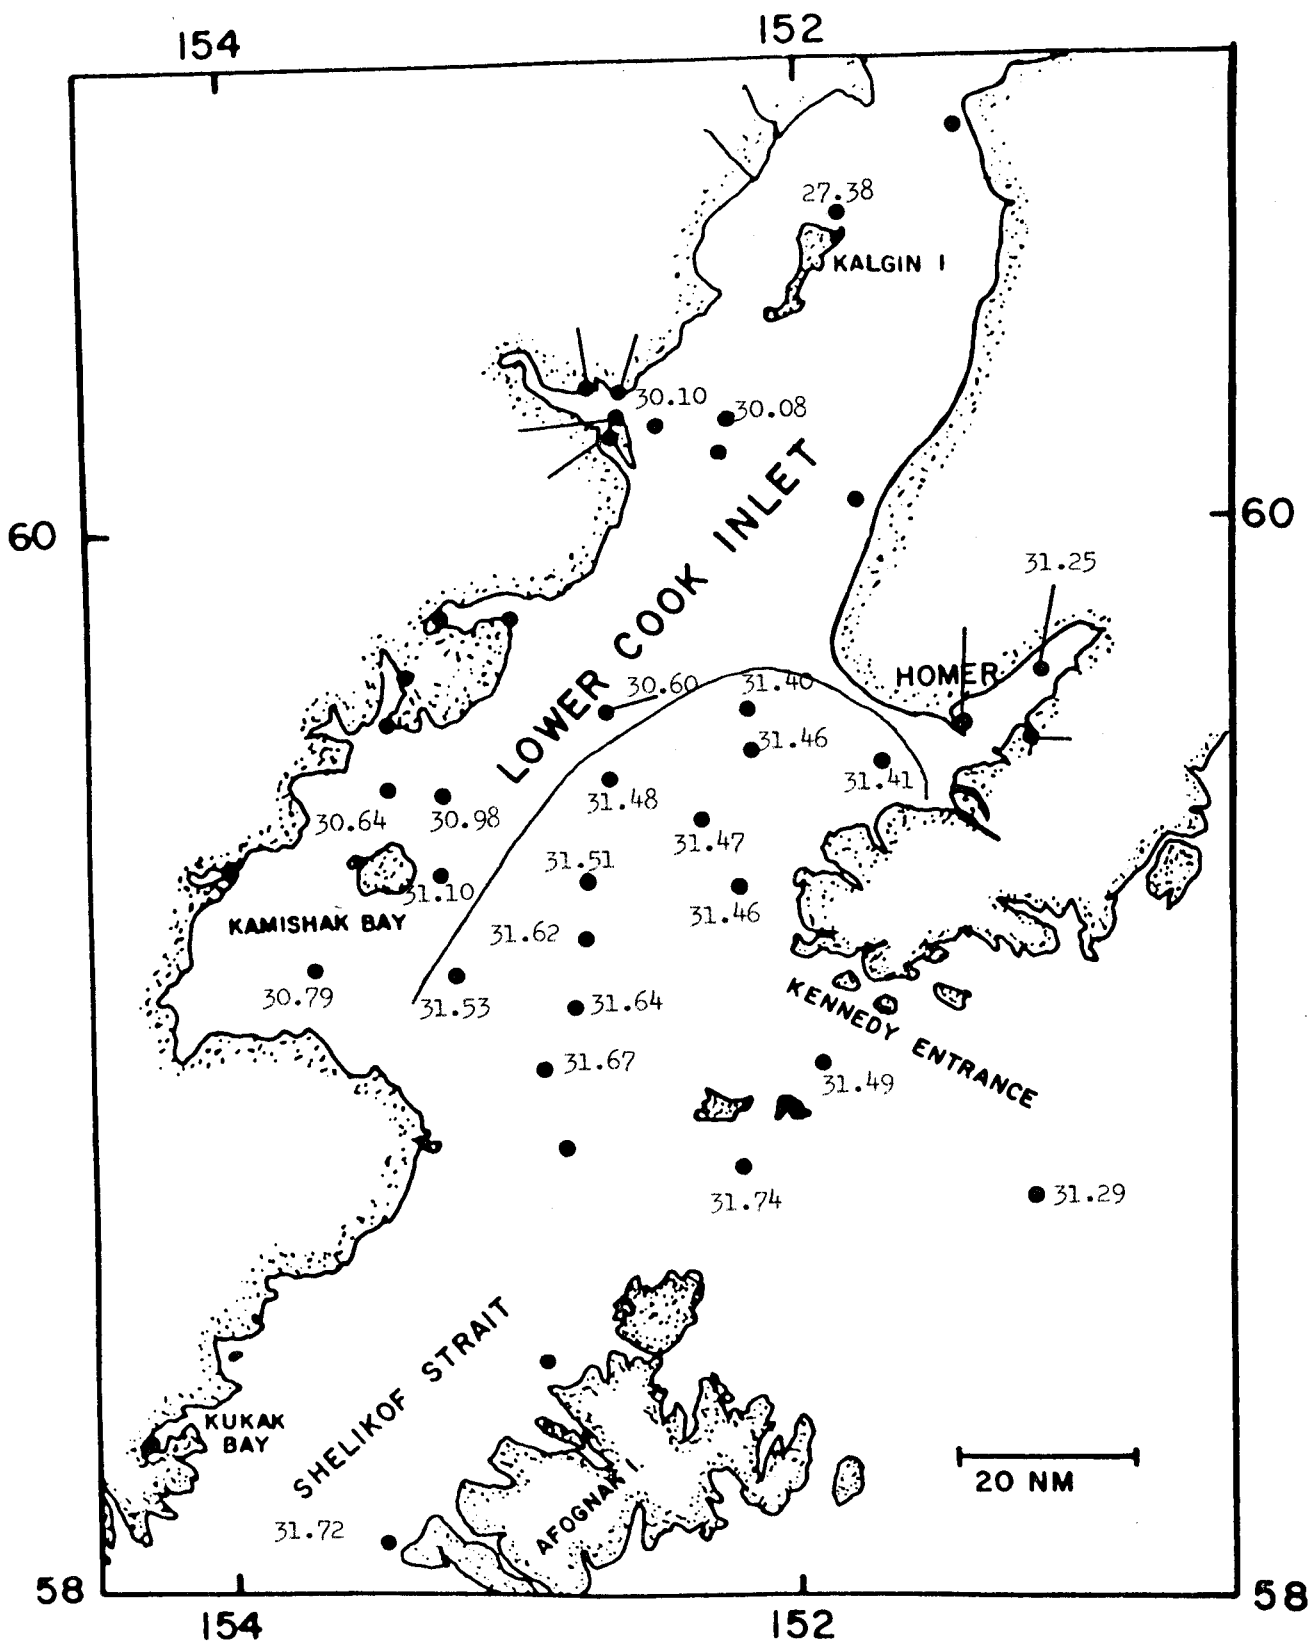 154 152
27.38
KALGIN I
30.10 30.08
LOWER COOK INLET
60 60
31.25
HOMER
30.60 31.40
31.46
31.41
31.48
30.64 30.98
31.47
31.51
31.10
31.46
KAMISHAK BAY
31.62
30.79 31.53 31.64
KENNEDY ENTRANCE
31.67
31.49
31.74 31.29
SHELIKOF STRAIT
KUKAK
BAY
AFOGNAK I.
20 NM
31.72
58 58
154 152